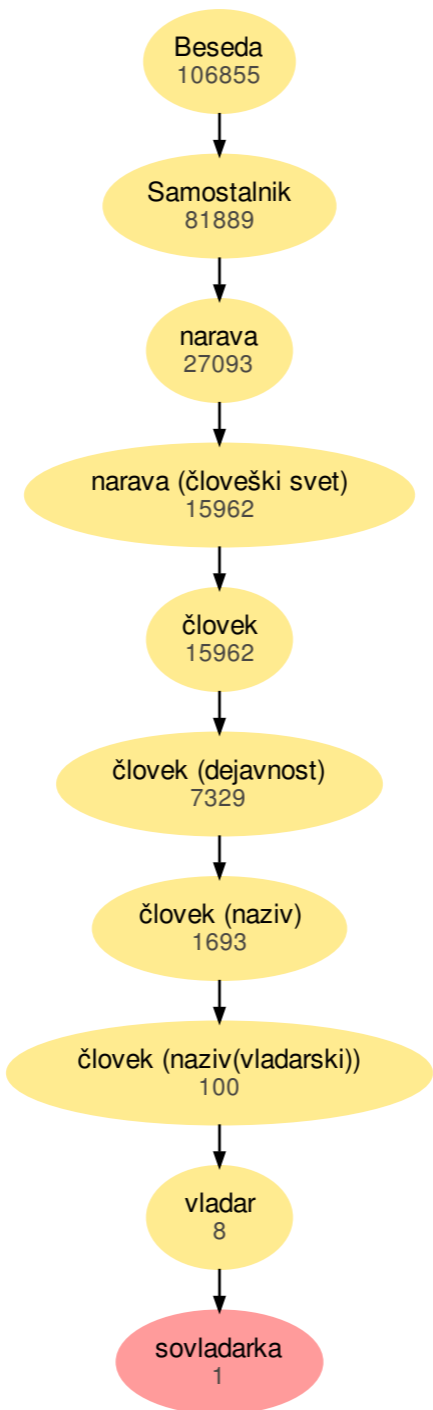 Beseda
106855
Samostalnik
81889
narava
27093
narava (človeški svet)
15962
človek
15962
človek (dejavnost)
7329
človek (naziv)
1693
človek (naziv(vladarski))
100
vladar
8
sovladarka
1